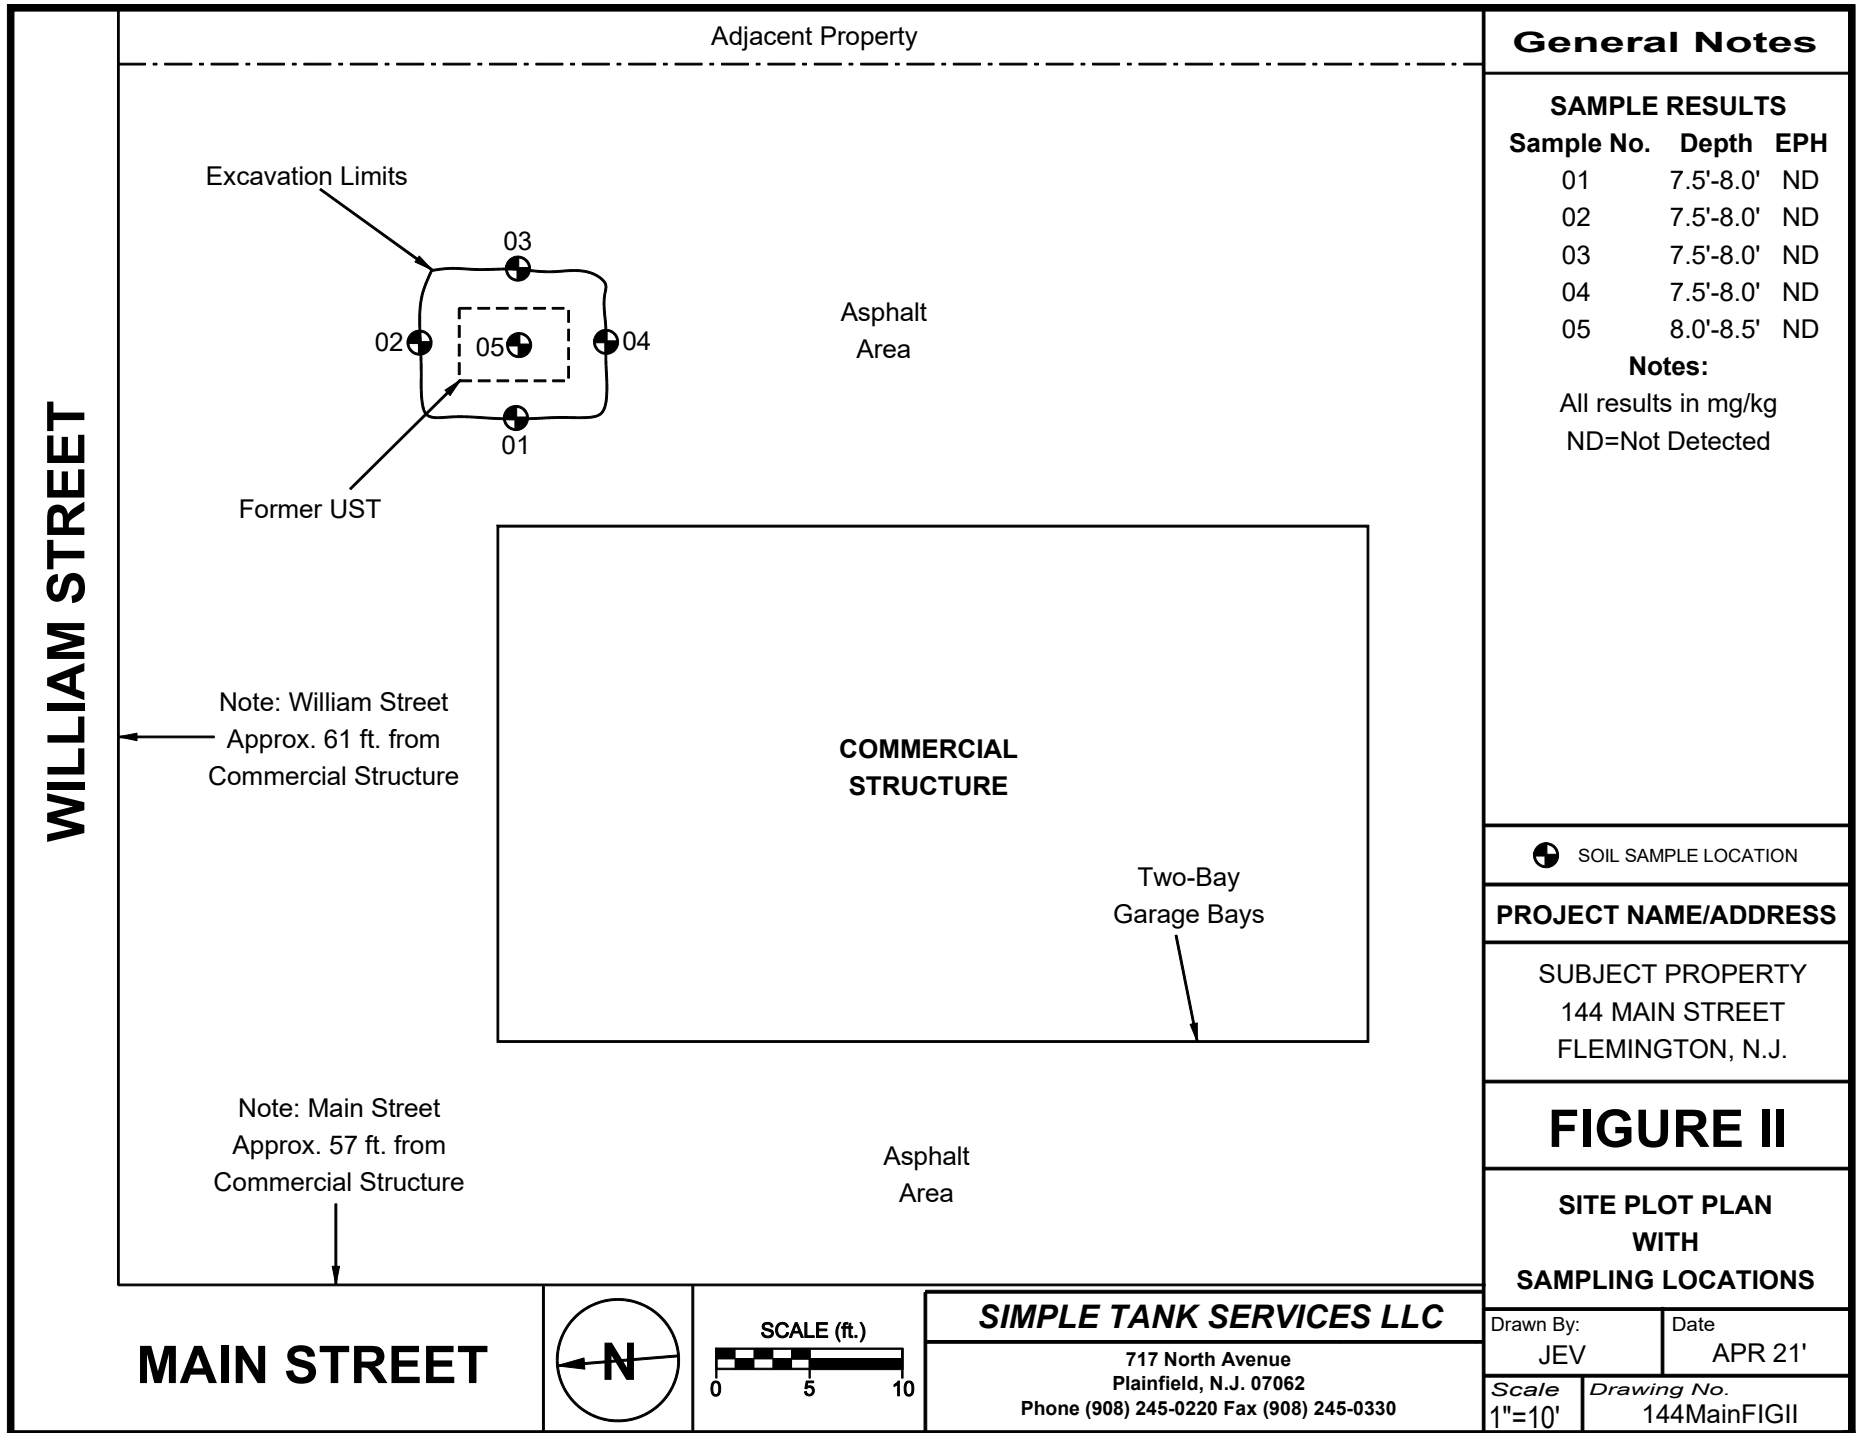 Adjacent Property
General Notes
SAMPLE RESULTS
Sample No. Depth EPH
01 7.5'-8.0' ND
02 7.5'-8.0' ND
03 7.5'-8.0' ND
04 7.5'-8.0' ND
05 8.0'-8.5' ND
Notes:
All results in mg/kg
ND=Not Detected
Excavation Limits
03
02
05
04
01
Former UST
Asphalt
Area
WILLIAM STREET
Note: William Street
Approx. 61 ft. from
Commercial Structure
COMMERCIAL
STRUCTURE
Two-Bay
Garage Bays
Note: Main Street
Approx. 57 ft. from
Commercial Structure
Asphalt
Area
SOIL SAMPLE LOCATION
PROJECT NAME/ADDRESS
SUBJECT PROPERTY
144 MAIN STREET
FLEMINGTON, N.J.
FIGURE II
SITE PLOT PLAN
WITH
SAMPLING LOCATIONS
MAIN STREET
N
SCALE (ft.)
0 5 10
SIMPLE TANK SERVICES LLC
717 North Avenue
Plainfield, N.J. 07062
Phone (908) 245-0220 Fax (908) 245-0330
Drawn By:
JEV
Date
APR 21'
Scale
1"=10'
Drawing No.
144MainFIGII